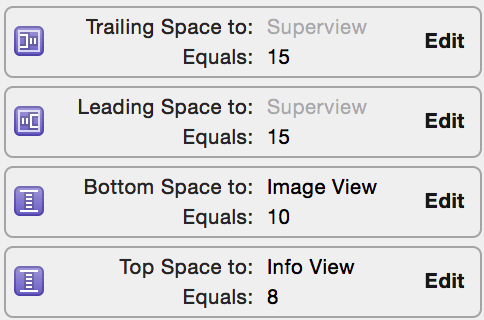 Trailing Space to: Superview
Equals: 15 Edit
Leading Space to: Superview
Equals: 15 Edit
Bottom Space to: Image View
Equals: 10 Edit
Top Space to: Info View
Equals: 8 Edit